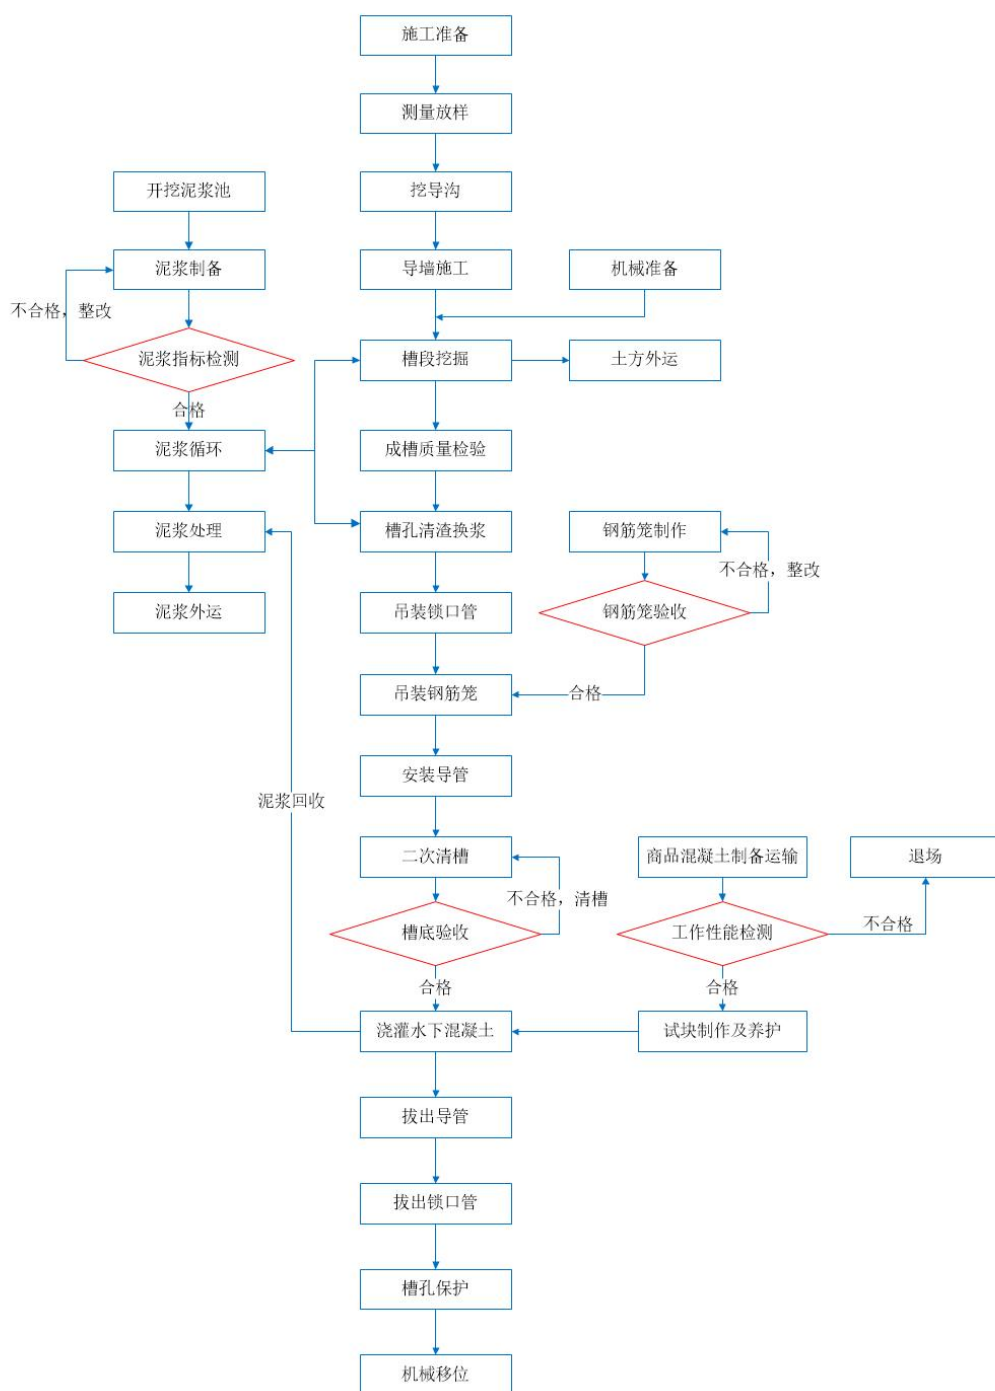 施工准备
测量放样
开挖泥浆池
挖导沟
泥浆制备
导墙施工
机械准备
不合格，整改
泥浆指标检测
槽段挖掘
土方外运
合格
泥浆循环
成槽质量检验
泥浆处理
槽孔清渣换浆
钢筋笼制作
不合格，整改
泥浆外运
吊装锁口管
钢筋笼验收
吊装钢筋笼
合格
安装导管
泥浆回收
二次清槽
商品混凝土制备运输
退场
不合格，清槽
槽底验收
工作性能检测
不合格
合格
合格
浇灌水下混凝土
试块制作及养护
拔出导管
拔出锁口管
槽孔保护
机械移位